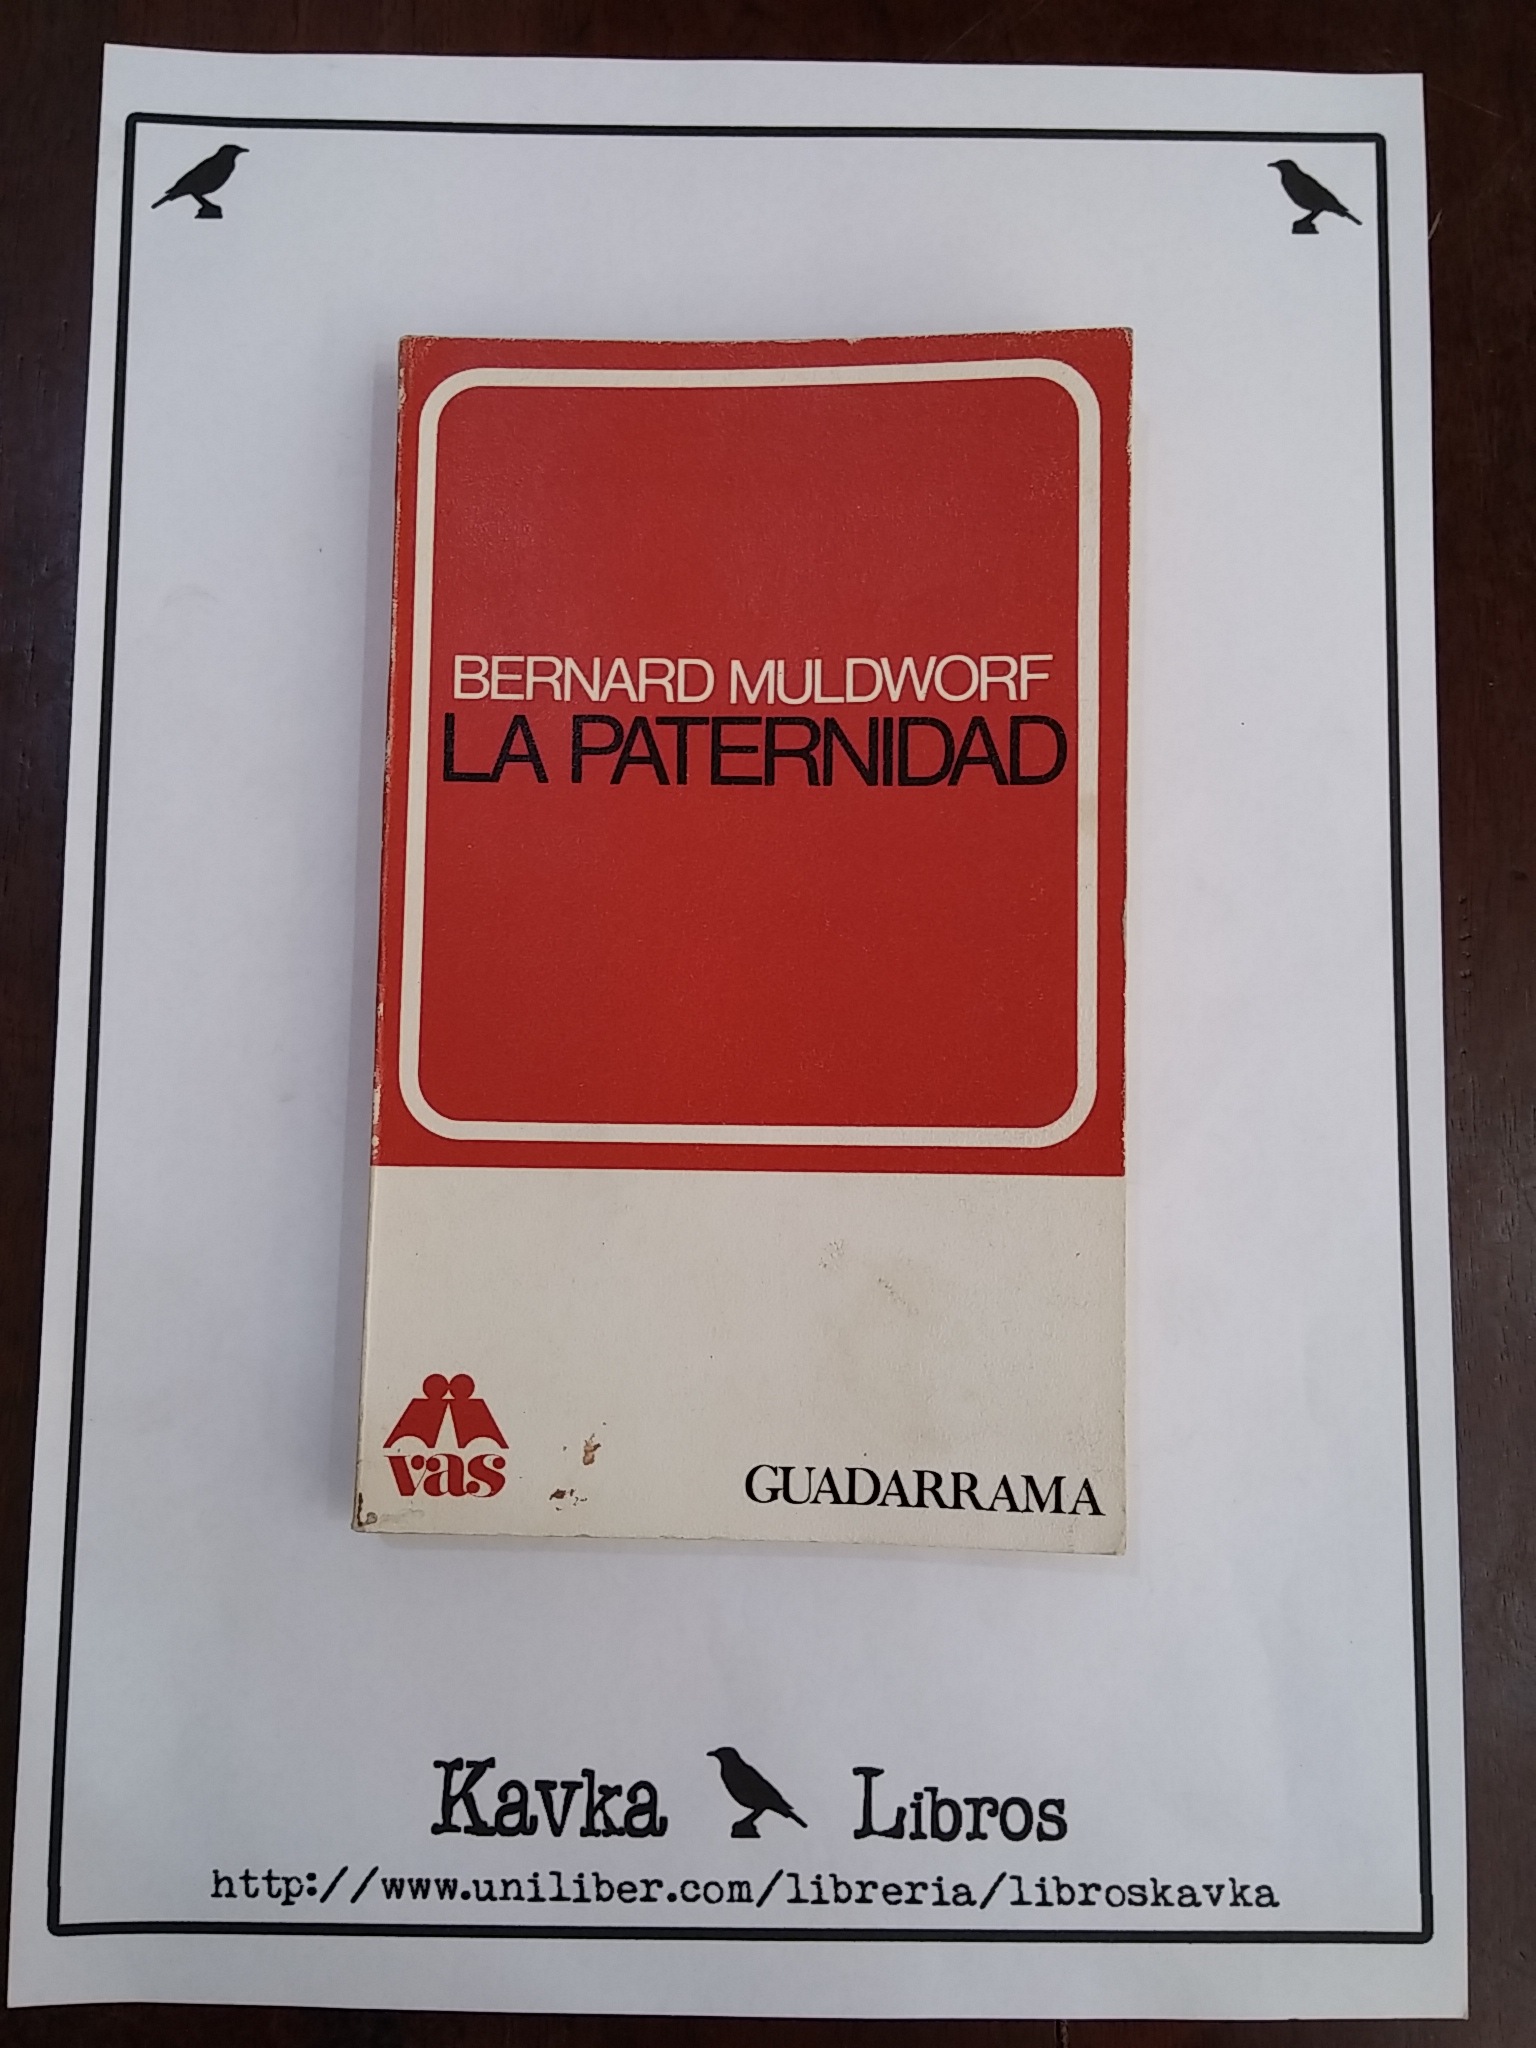 BERNARD MULDWORF
LA PATERNIDAD
vas
GUADARRAMA
Kavka Libros
http://www.uniliber.com/libreria/libroskavka